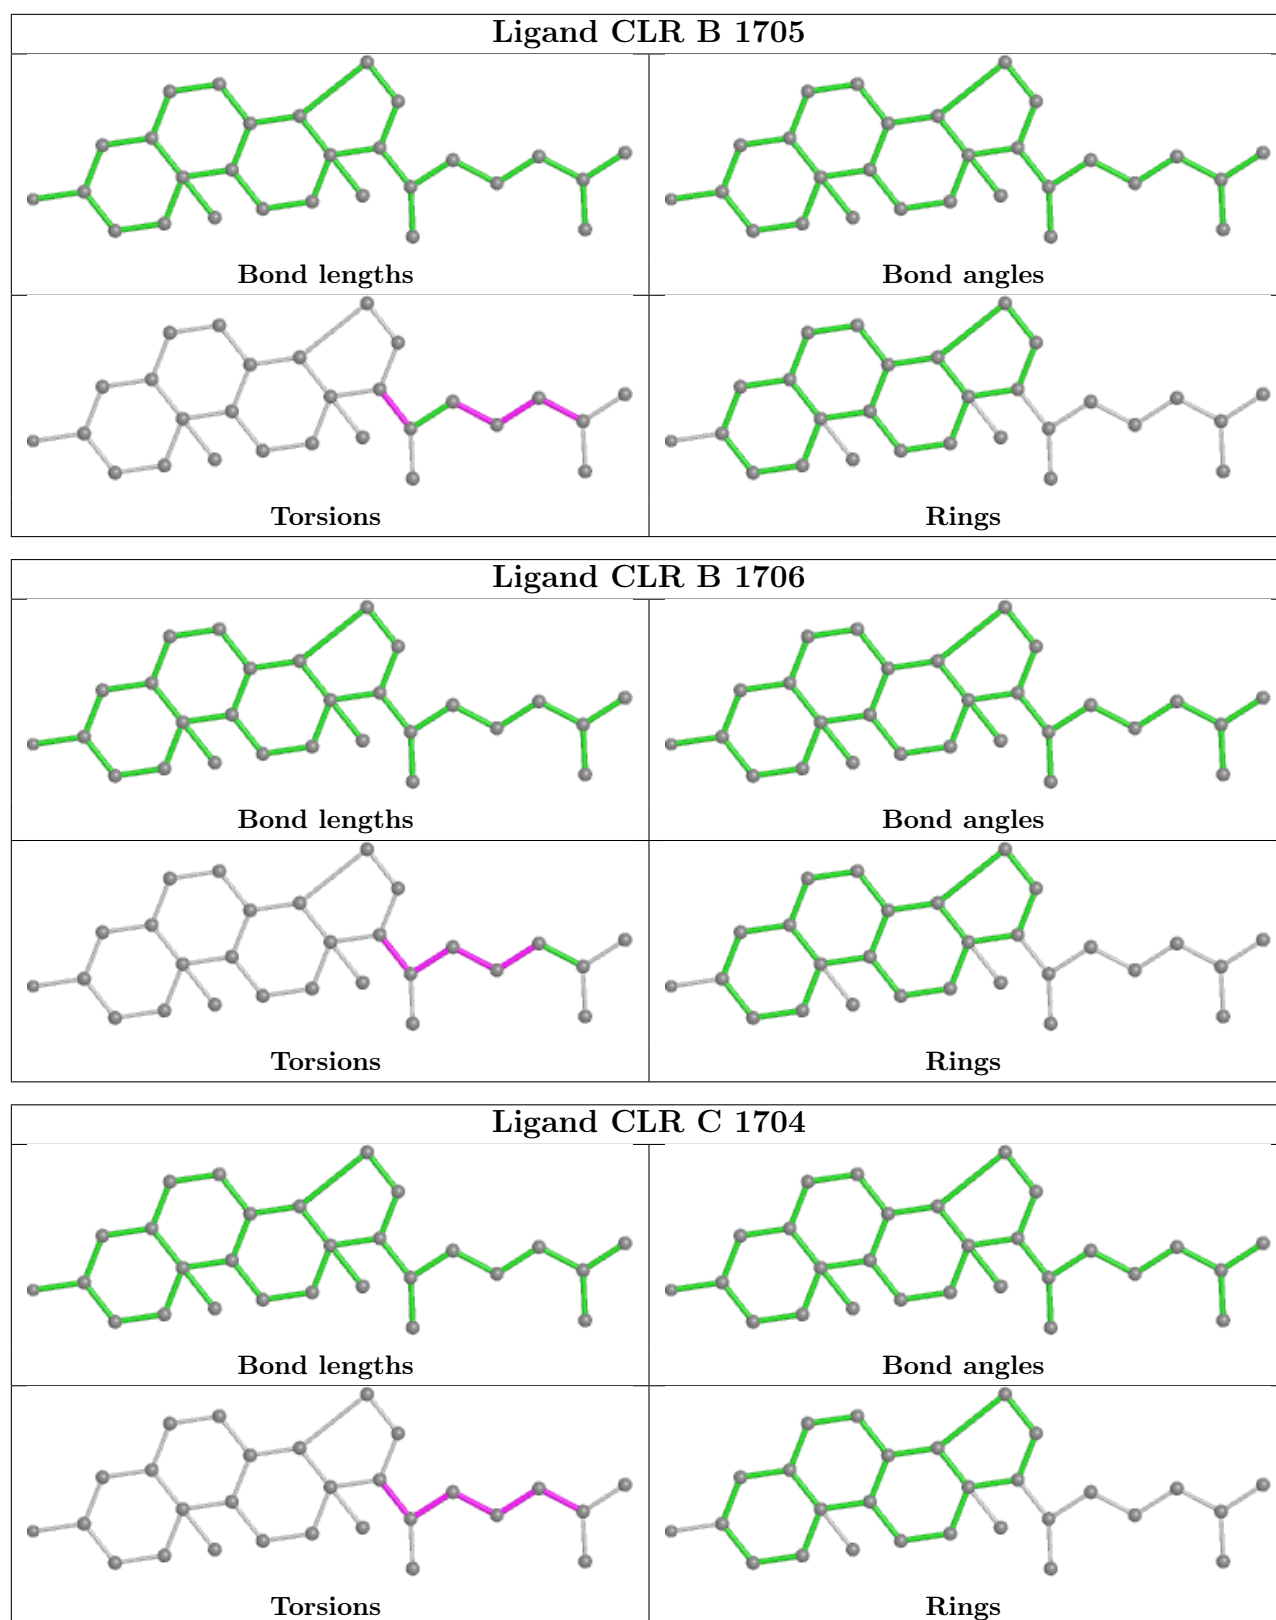 Ligand CLR B 1705
Bond lengths
Bond angles
Torsions
Rings
Ligand CLR B 1706
Bond lengths
Bond angles
Torsions
Rings
Ligand CLR C 1704
Bond lengths
Bond angles
Torsions
Rings